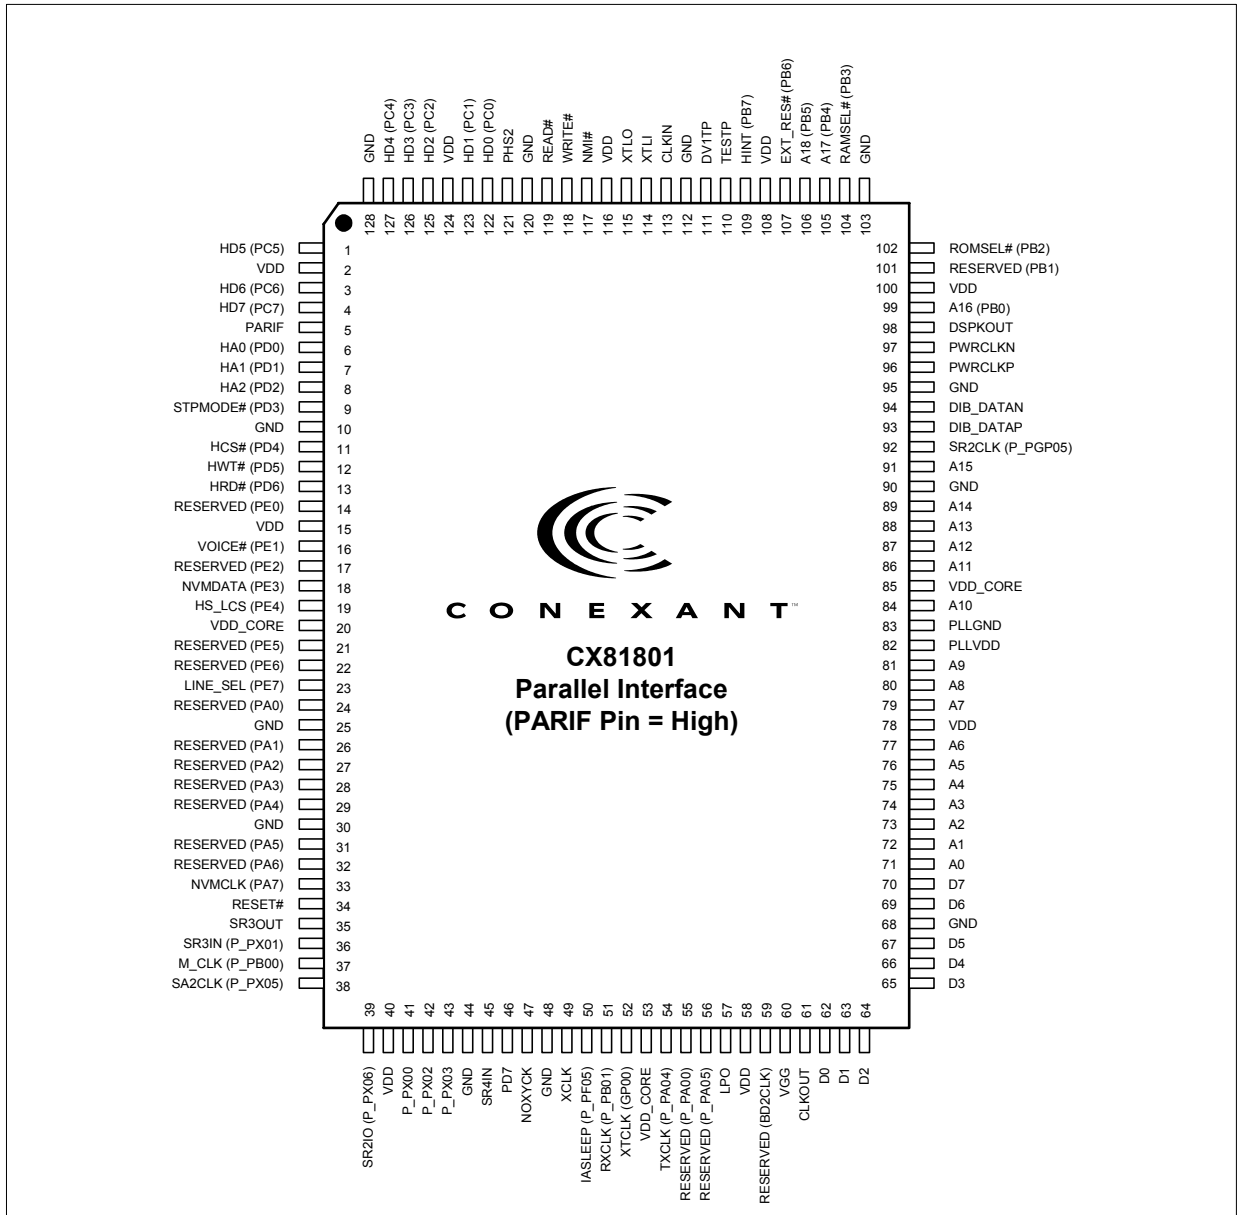 GND
HD4 (PC4)
HD3 (PC3)
HD2 (PC2)
VDD
HD1 (PC1)
HD0 (PC0)
PHS2
GND
READ#
WRITE#
NMI#
VDD
XTLO
XTLI
CLKIN
GND
DV1TP
TESTP
HINT (PB7)
VDD
EXT_RES# (PB6)
A18 (PB5)
A17 (PB4)
RAMSEL# (PB3)
GND
128
127
126
125
124
123
122
121
120
119
118
117
116
115
114
113
112
111
110
109
108
107
106
105
104
103
HD5 (PC5) 1
VDD 2
HD6 (PC6) 3
HD7 (PC7) 4
PARIF 5
HA0 (PD0) 6
HA1 (PD1) 7
HA2 (PD2) 8
STPMODE# (PD3) 9
GND 10
HCS# (PD4) 11
HWT# (PD5) 12
HRD# (PD6) 13
RESERVED (PE0) 14
VDD 15
VOICE# (PE1) 16
RESERVED (PE2) 17
NVMDATA (PE3) 18
HS_LCS (PE4) 19
VDD_CORE 20
RESERVED (PE5) 21
RESERVED (PE6) 22
LINE_SEL (PE7) 23
RESERVED (PA0) 24
GND 25
RESERVED (PA1) 26
RESERVED (PA2) 27
RESERVED (PA3) 28
RESERVED (PA4) 29
GND 30
RESERVED (PA5) 31
RESERVED (PA6) 32
NVMCLK (PA7) 33
RESET# 34
SR3OUT 35
SR3IN (P_PX01) 36
M_CLK (P_PB00) 37
SA2CLK (P_PX05) 38
CONEXANT™
CX81801
Parallel Interface
(PARIF Pin = High)
102 ROMSEL# (PB2)
101 RESERVED (PB1)
100 VDD
99 A16 (PB0)
98 DSPKOUT
97 PWRCLKN
96 PWRCLKP
95 GND
94 DIB_DATAN
93 DIB_DATAP
92 SR2CLK (P_PGP05)
91 A15
90 GND
89 A14
88 A13
87 A12
86 A11
85 VDD_CORE
84 A10
83 PLLGND
82 PLLVDD
81 A9
80 A8
79 A7
78 VDD
77 A6
76 A5
75 A4
74 A3
73 A2
72 A1
71 A0
70 D7
69 D6
68 GND
67 D5
66 D4
65 D3
39
40
41
42
43
44
45
46
47
48
49
50
51
52
53
54
55
56
57
58
59
60
61
62
63
64
SR2IO (P_PX06)
VDD
P_PX00
P_PX02
P_PX03
GND
SR4IN
PD7
NOXYCK
GND
XCLK
IASLEEP (P_PF05)
RXCLK (P_PB01)
XTCLK (GP00)
VDD_CORE
TXCLK (P_PA04)
RESERVED (P_PA00)
RESERVED (P_PA05)
LPO
VDD
RESERVED (BD2CLK)
VGG
CLKOUT
D0
D1
D2